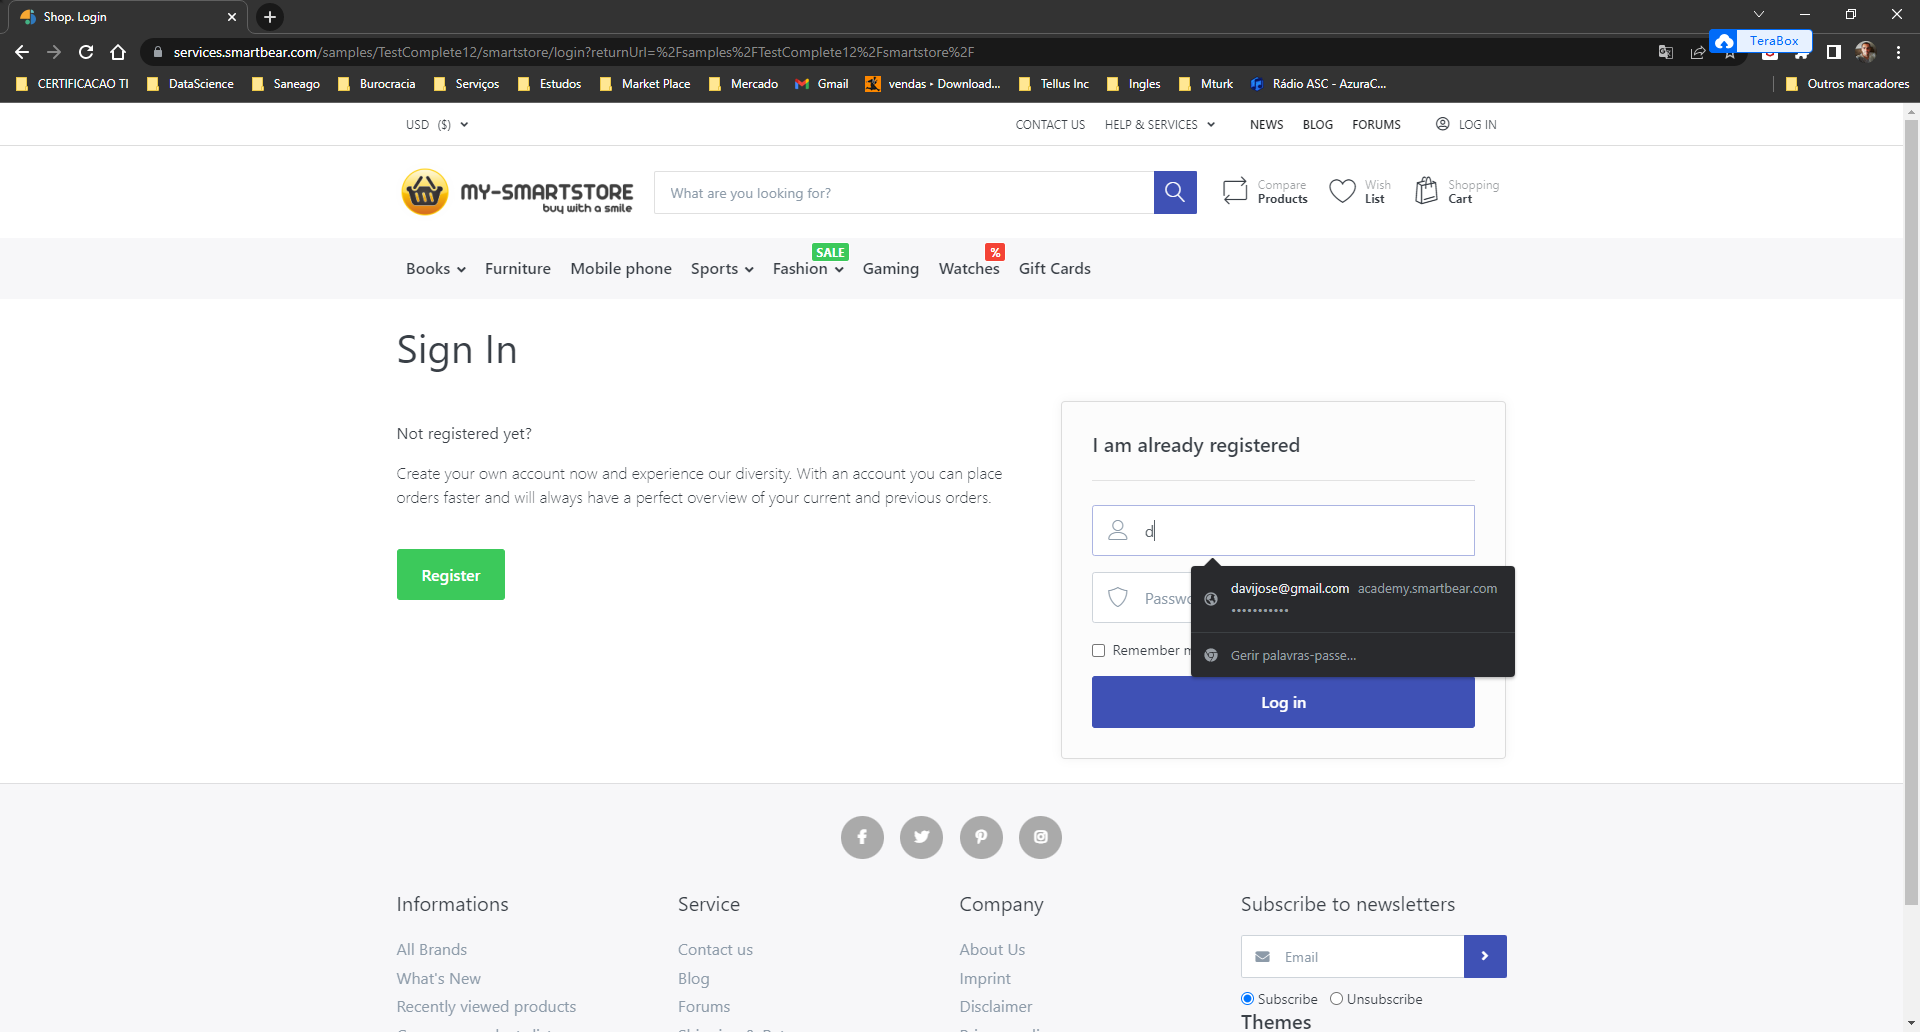 Shop. Login
services.smartbear.com/samples/TestComplete12/smartstore/login?returnUrl=%2Fsamples%2FTestComplete12%2Fsmartstore%2F
TeraBox
CERTIFICACAO TI DataScience Saneago Burocracia Serviços Estudos Market Place Mercado Gmail vendas ‣ Download... Tellus Inc Ingles Mturk Rádio ASC - AzuraC... Outros marcadores
USD ($) CONTACT US HELP & SERVICES NEWS BLOG FORUMS LOG IN
MY-SMARTSTORE
buy with a smile
What are you looking for?
Compare
Products
Wish
List
Shopping
Cart
SALE %
Books Furniture Mobile phone Sports Fashion Gaming Watches Gift Cards
Sign In
Not registered yet?
Create your own account now and experience our diversity. With an account you can place
orders faster and will always have a perfect overview of your current and previous orders.
Register
I am already registered
d
davijose@gmail.com academy.smartbear.com
•••••••••••
Gerir palavras-passe...
Remember
Log in
Informations
All Brands
What's New
Recently viewed products
Service
Contact us
Blog
Forums
Company
About Us
Imprint
Disclaimer
Subscribe to newsletters
Email
Subscribe Unsubscribe
Themes